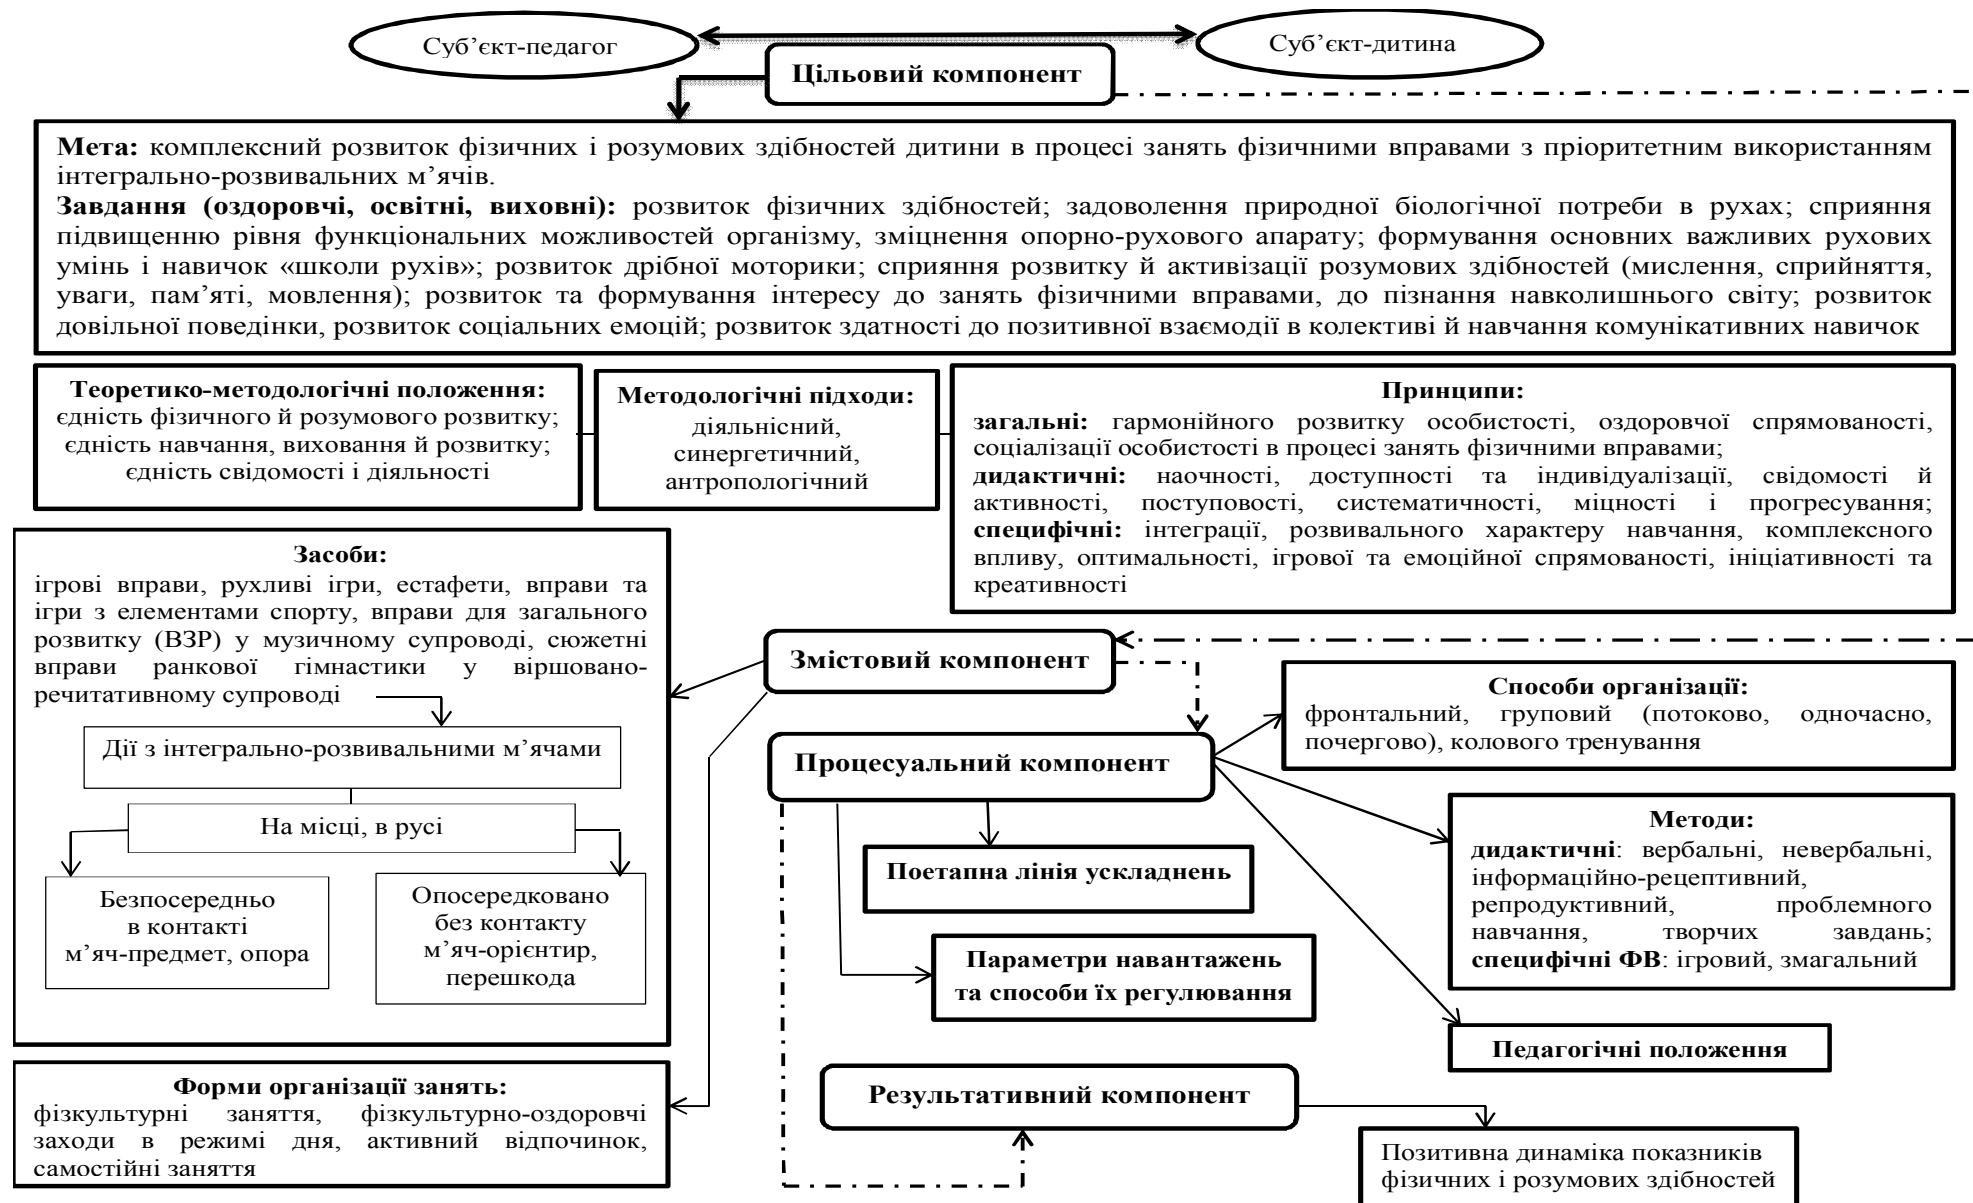 Суб’єкт-педагог
Суб’єкт-дитина
Цільовий компонент
Мета: комплексний розвиток фізичних і розумових здібностей дитини в процесі занять фізичними вправами з пріоритетним використанням
інтегрально-розвивальних м’ячів.
Завдання (оздоровчі, освітні, виховні): розвиток фізичних здібностей; задоволення природної біологічної потреби в рухах; сприяння
підвищенню рівня функціональних можливостей організму, зміцнення опорно-рухового апарату; формування основних важливих рухових
умінь і навичок «школи рухів»; розвиток дрібної моторики; сприяння розвитку й активізації розумових здібностей (мислення, сприйняття,
уваги, пам’яті, мовлення); розвиток та формування інтересу до занять фізичними вправами, до пізнання навколишнього світу; розвиток
довільної поведінки, розвиток соціальних емоцій; розвиток здатності до позитивної взаємодії в колективі й навчання комунікативних навичок
Теоретико-методологічні положення:
єдність фізичного й розумового розвитку;
єдність навчання, виховання й розвитку;
єдність свідомості і діяльності
Методологічні підходи:
діяльнісний,
синергетичний,
антропологічний
Принципи:
загальні: гармонійного розвитку особистості, оздоровчої спрямованості,
соціалізації особистості в процесі занять фізичними вправами;
дидактичні: наочності, доступності та індивідуалізації, свідомості й
активності, поступовості, систематичності, міцності і прогресування;
специфічні: інтеграції, розвивального характеру навчання, комплексного
впливу, оптимальності, ігрової та емоційної спрямованості, ініціативності та
креативності
Засоби:
ігрові вправи, рухливі ігри, естафети, вправи та
ігри з елементами спорту, вправи для загального
розвитку (ВЗР) у музичному супроводі, сюжетні
вправи ранкової гімнастики у віршовано-
речитативному супроводі
Дії з інтегрально-розвивальними м’ячами
На місці, в русі
Безпосередньо
в контакті
м’яч-предмет, опора
Опосередковано
без контакту
м’яч-орієнтир,
перешкода
Форми організації занять:
фізкультурні заняття, фізкультурно-оздоровчі
заходи в режимі дня, активний відпочинок,
самостійні заняття
Змістовий компонент
Процесуальний компонент
Поетапна лінія ускладнень
Параметри навантажень
та способи їх регулювання
Способи організації:
фронтальний, груповий (потоково, одночасно,
почергово), колового тренування
Методи:
дидактичні: вербальні, невербальні,
інформаційно-рецептивний,
репродуктивний, проблемного
навчання, творчих завдань;
специфічні ФВ: ігровий, змагальний
Педагогічні положення
Результативний компонент
Позитивна динаміка показників
фізичних і розумових здібностей